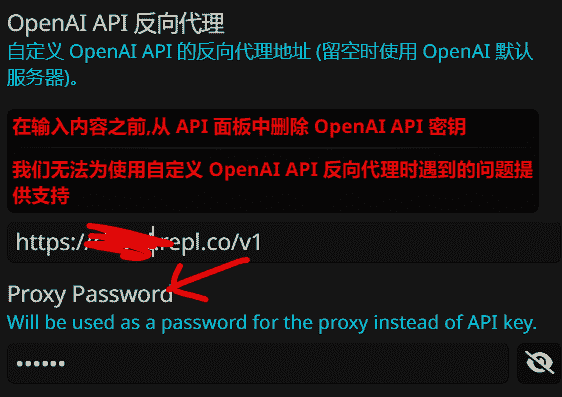 OpenAI API 反向代理
自定义 OpenAI API 的反向代理地址 (留空时使用 OpenAI 默认
服务器)。
在输入内容之前,从 API 面板中删除 OpenAI API 密钥
我们无法为使用自定义 OpenAI API 反向代理时遇到的问题提
供支持
https://.repl.co/v1
Proxy Password
Will be used as a password for the proxy instead of API key.
••••••